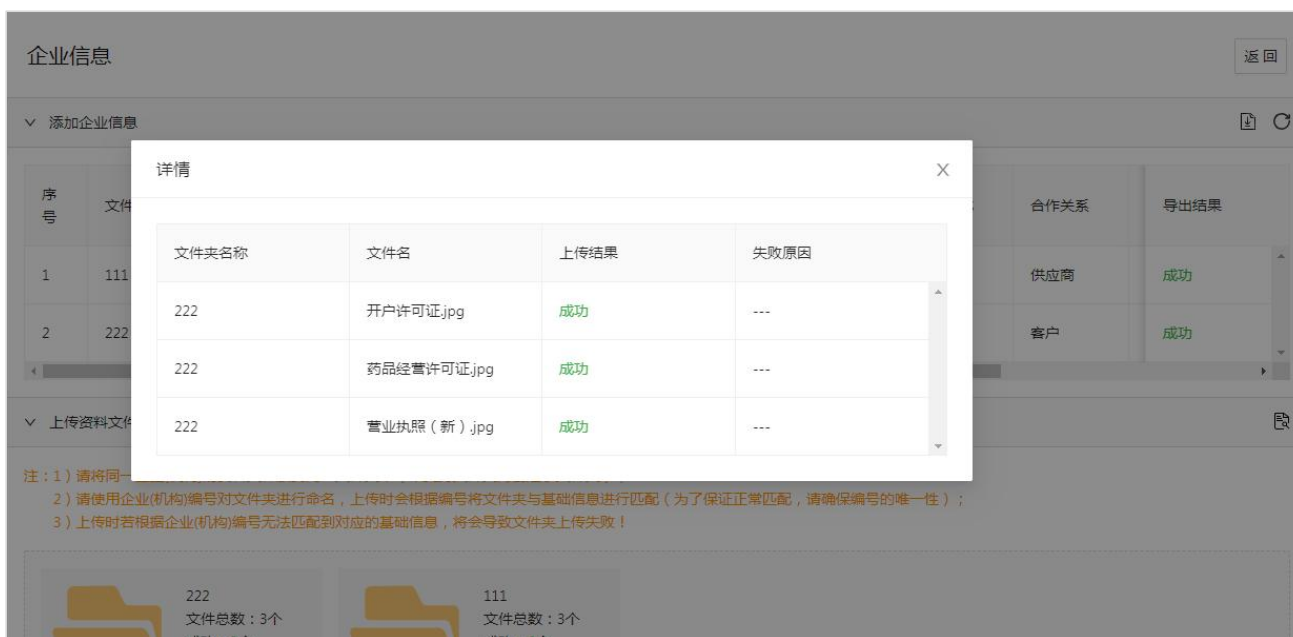 企业信息
返 回
添加企业信息
详情
序号
文件
合作关系
导出结果
文件夹名称
文件名
上传结果
失败原因
1
111
供应商
成功
222
开户许可证.jpg
成功
---
2
222
客户
成功
222
药品经营许可证.jpg
成功
---
上传资料文件
222
营业执照（新）.jpg
成功
---
注：1）请将同一
2）请使用企业(机构)编号对文件夹进行命名，上传时会根据编号将文件夹与基础信息进行匹配（为了保证正常匹配，请确保编号的唯一性）；
3）上传时若根据企业(机构)编号无法匹配到对应的基础信息，将会导致文件夹上传失败！
222
文件总数：3个
111
文件总数：3个